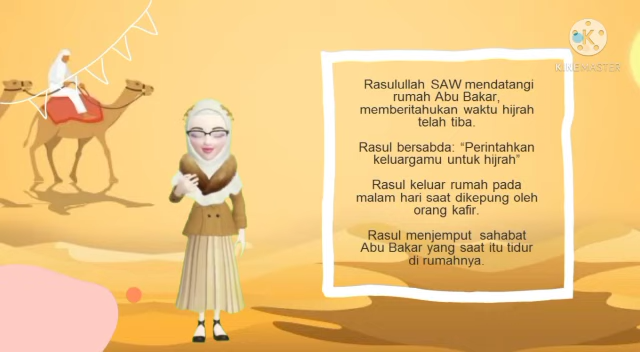 K
KINEMASTER
Rasulullah SAW mendatangi
rumah Abu Bakar,
memberitahukan waktu hijrah
telah tiba.
Rasul bersabda: “Perintahkan
keluargamu untuk hijrah”
Rasul keluar rumah pada
malam hari saat dikepung oleh
orang kafir.
Rasul menjemput  sahabat
Abu Bakar yang saat itu tidur
di rumahnya.